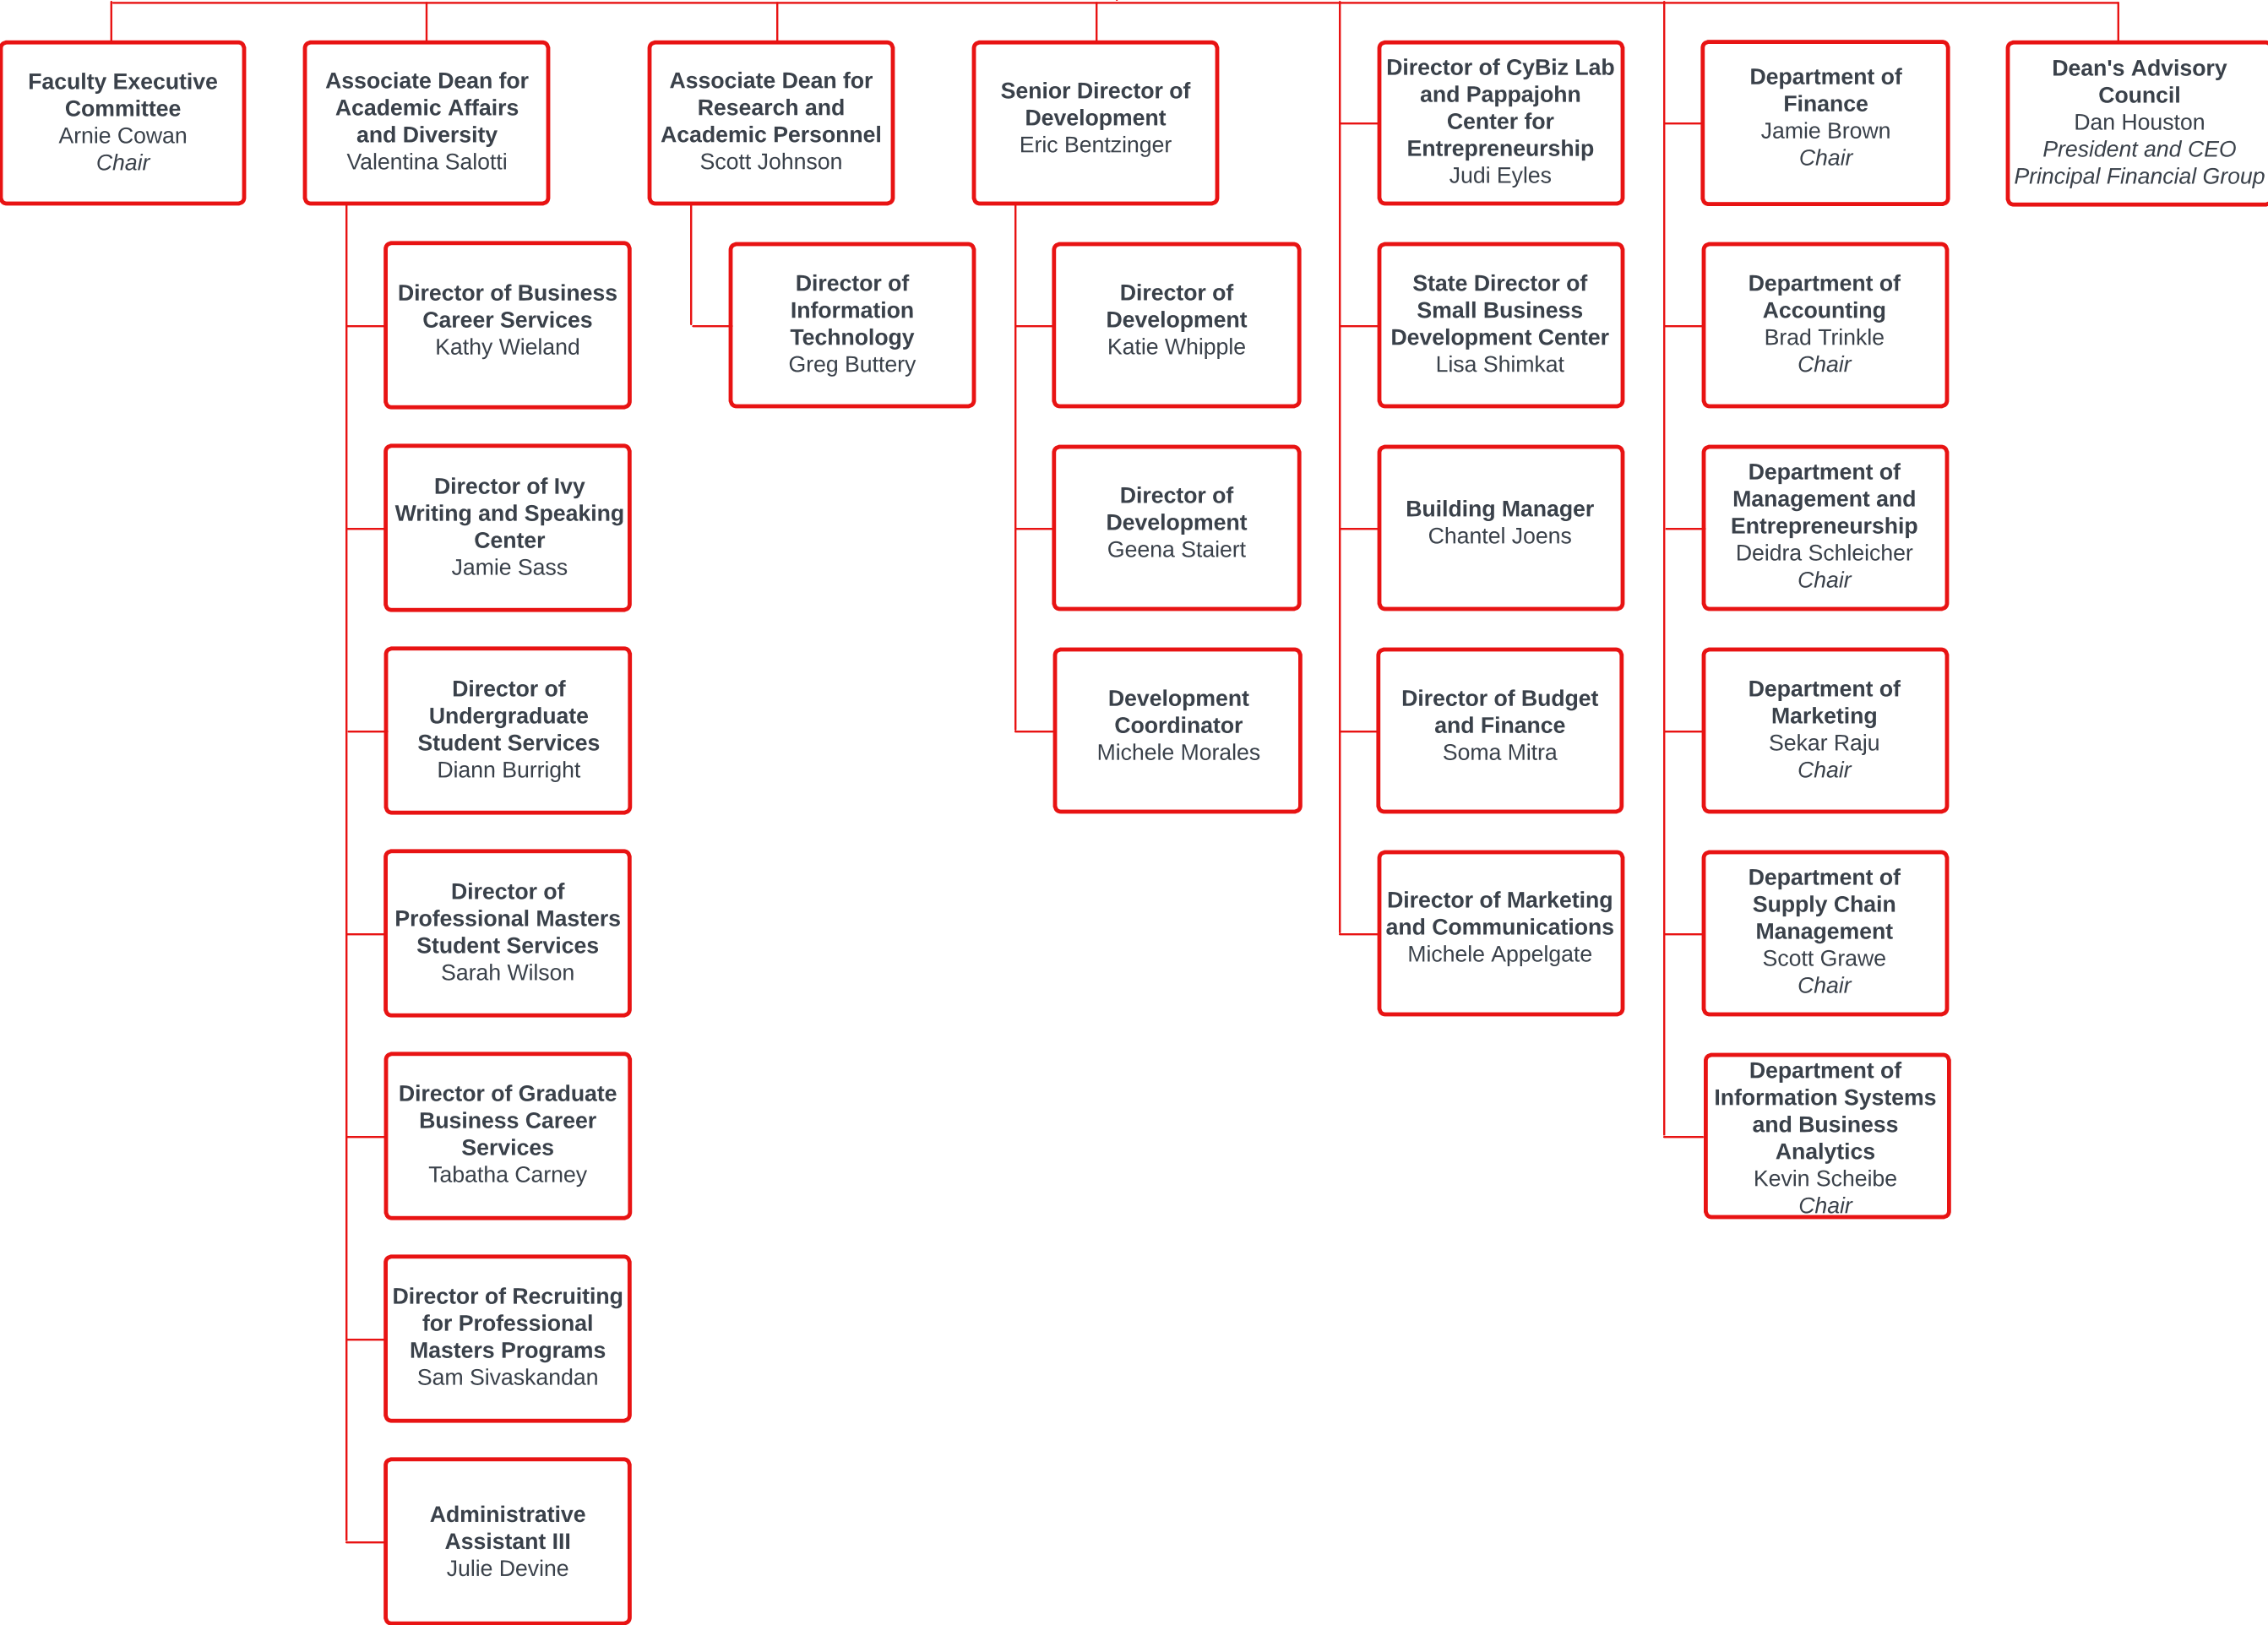 Faculty Executive
Committee
Arnie Cowan
Chair
Associate Dean for
Academic Affairs
and Diversity
Valentina Salotti
Associate Dean for
Research and
Academic Personnel
Scott Johnson
Senior Director of
Development
Eric Bentzinger
Director of CyBiz Lab
and Pappajohn
Center for
Entrepreneurship
Judi Eyles
Department of
Finance
Jamie Brown
Chair
Dean's Advisory
Council
Dan Houston
President and CEO
Principal Financial Group
Director of Business
Career Services
Kathy Wieland
Director of
Information
Technology
Greg Buttery
Director of
Development
Katie Whipple
State Director of
Small Business
Development Center
Lisa Shimkat
Department of
Accounting
Brad Trinkle
Chair
Director of Ivy
Writing and Speaking
Center
Jamie Sass
Director of
Development
Geena Staiert
Building Manager
Chantel Joens
Department of
Management and
Entrepreneurship
Deidra Schleicher
Chair
Director of
Undergraduate
Student Services
Diann Burright
Development
Coordinator
Michele Morales
Director of Budget
and Finance
Soma Mitra
Department of
Marketing
Sekar Raju
Chair
Director of
Professional Masters
Student Services
Sarah Wilson
Director of Marketing
and Communications
Michele Appelgate
Department of
Supply Chain
Management
Scott Grawe
Chair
Director of Graduate
Business Career
Services
Tabatha Carney
Department of
Information Systems
and Business
Analytics
Kevin Scheibe
Chair
Director of Recruiting
for Professional
Masters Programs
Sam Sivaskandan
Administrative
Assistant III
Julie Devine